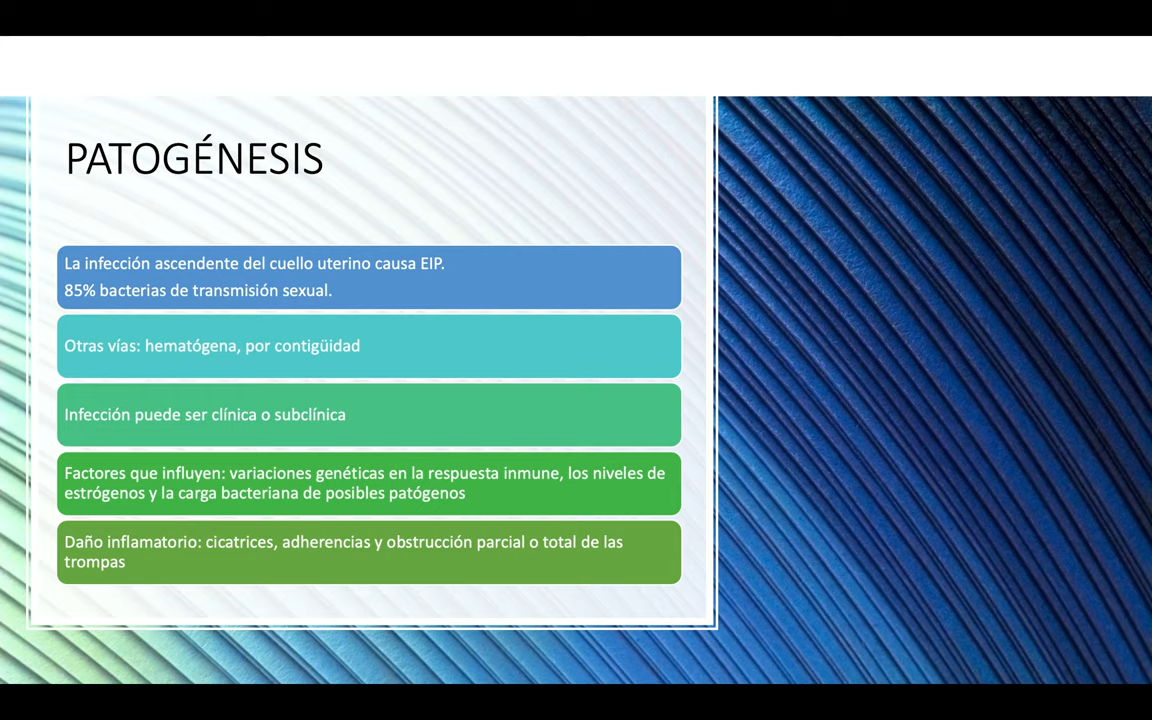 PATOGÉNESIS
La infección ascendente del cuello uterino causa EIP.
85% bacterias de transmisión sexual.
Otras vías: hematógena, por contigüidad
Infección puede ser clínica o subclínica
Factores que influyen: variaciones genéticas en la respuesta inmune, los niveles de
estrógenos y la carga bacteriana de posibles patógenos
Daño inflamatorio: cicatrices, adherencias y obstrucción parcial o total de las
trompas